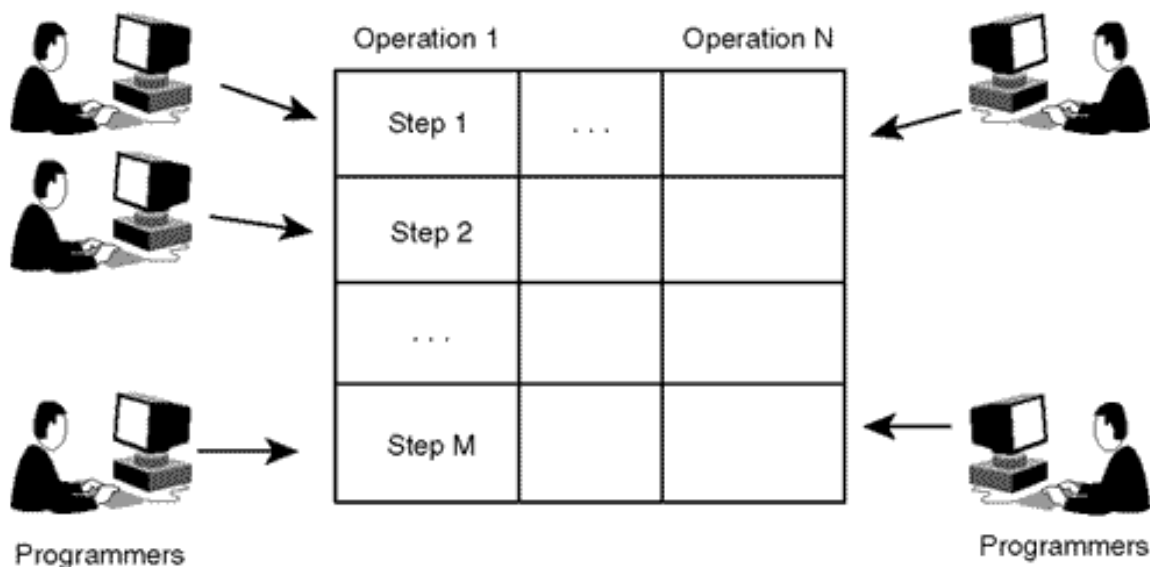 Operation 1 Operation N
Step 1 . . .
Step 2
. . .
Step M
Programmers Programmers